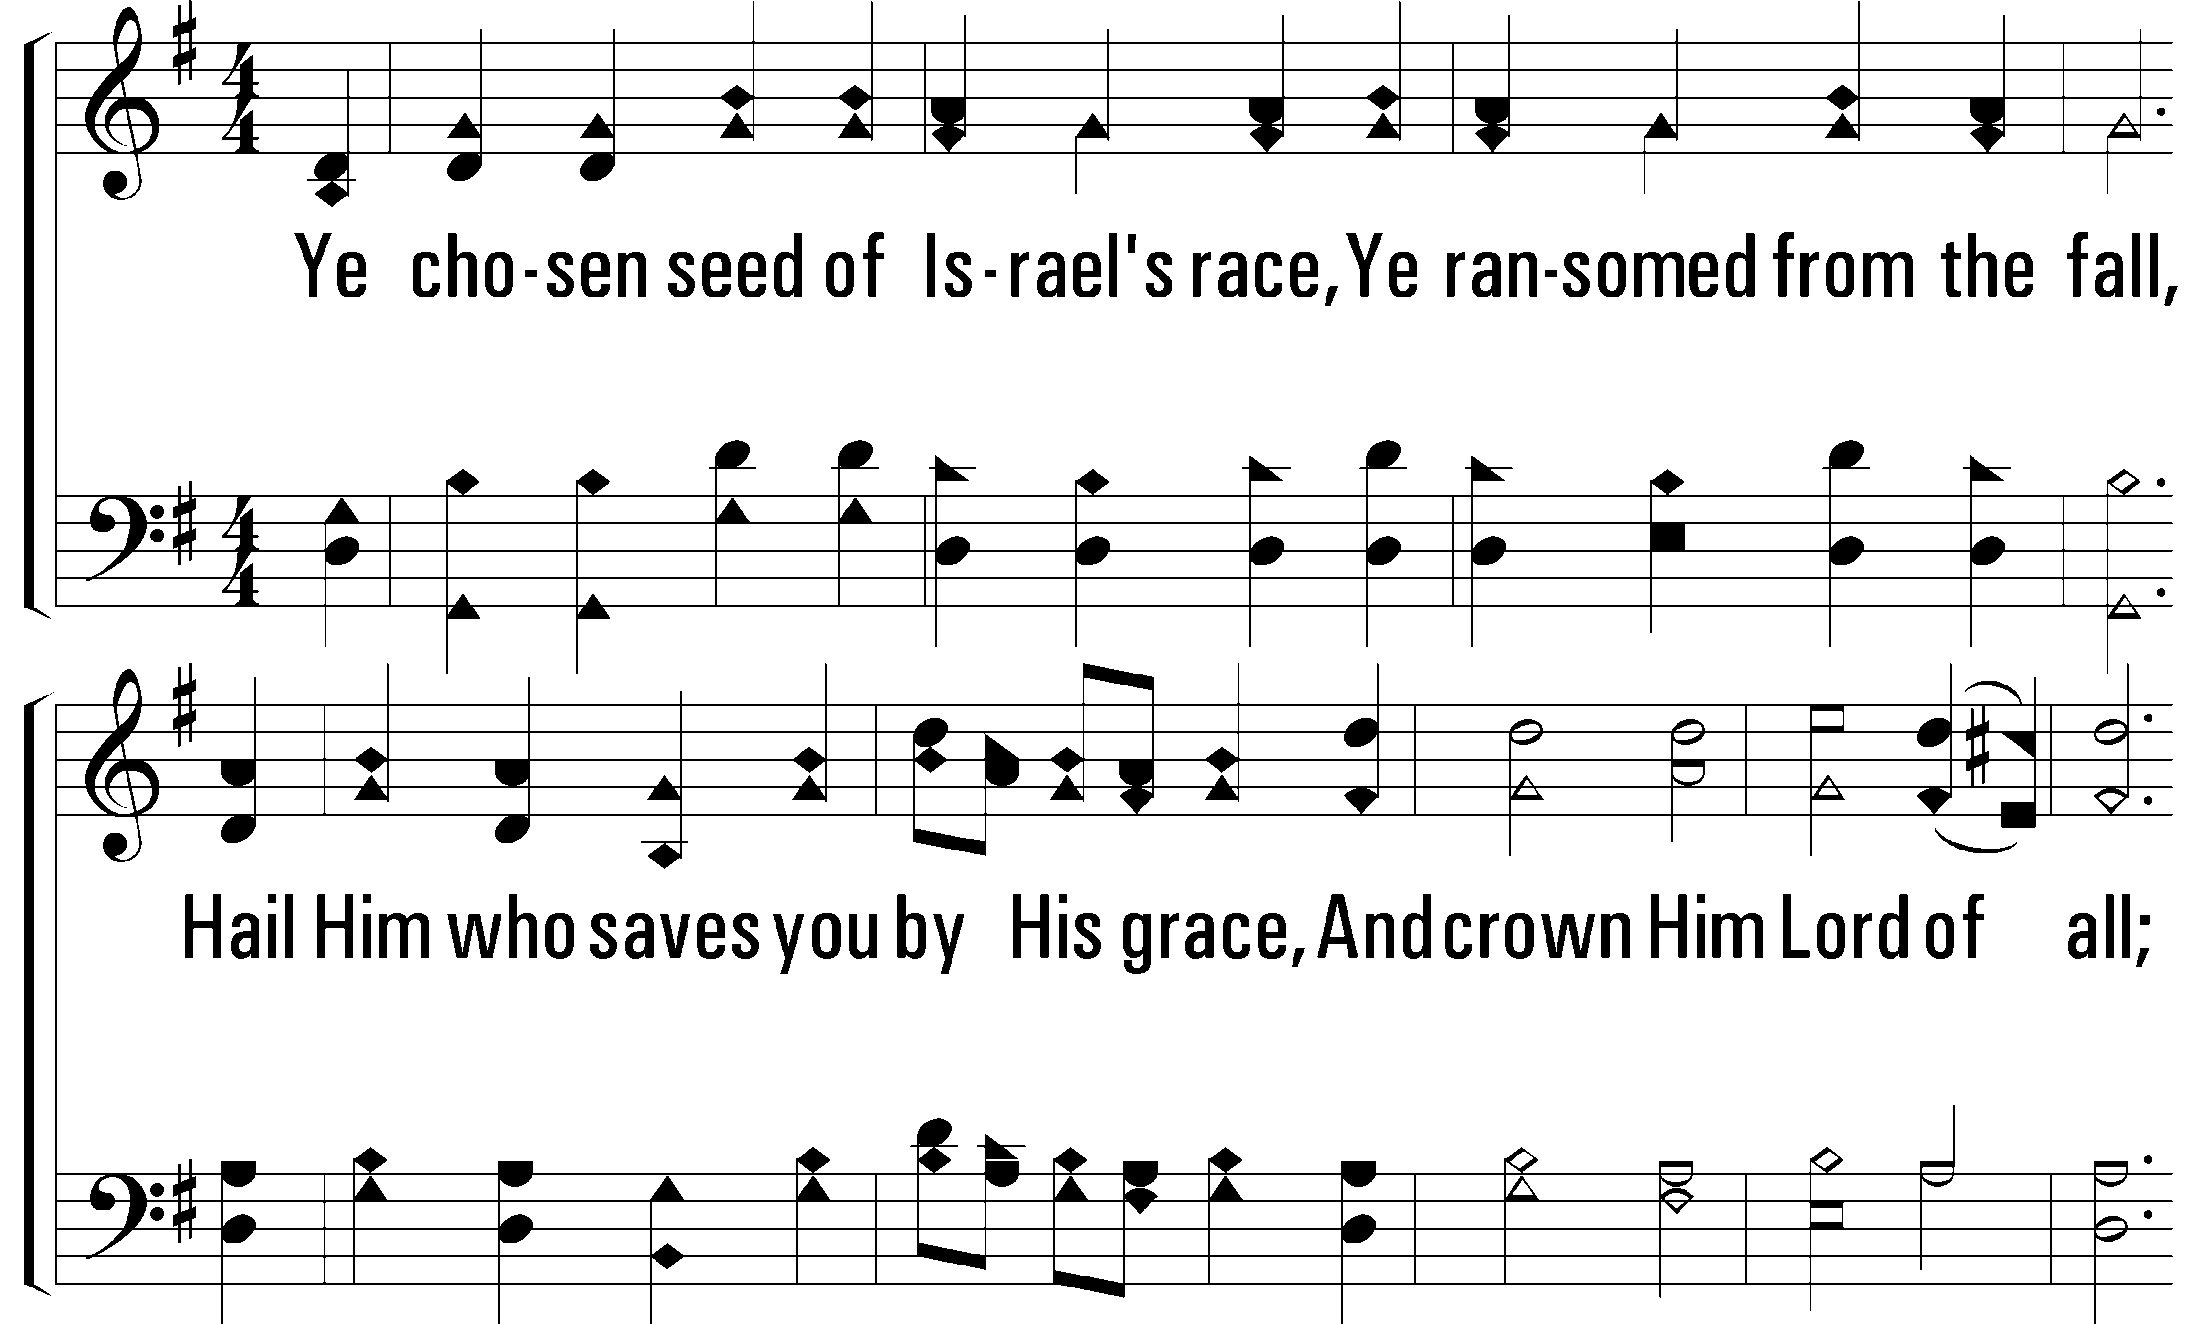 Ye cho-sen seed of Is-rael's race, Ye ran-somed from the fall,
Hail Him who saves you by His grace, And crown Him Lord of all;